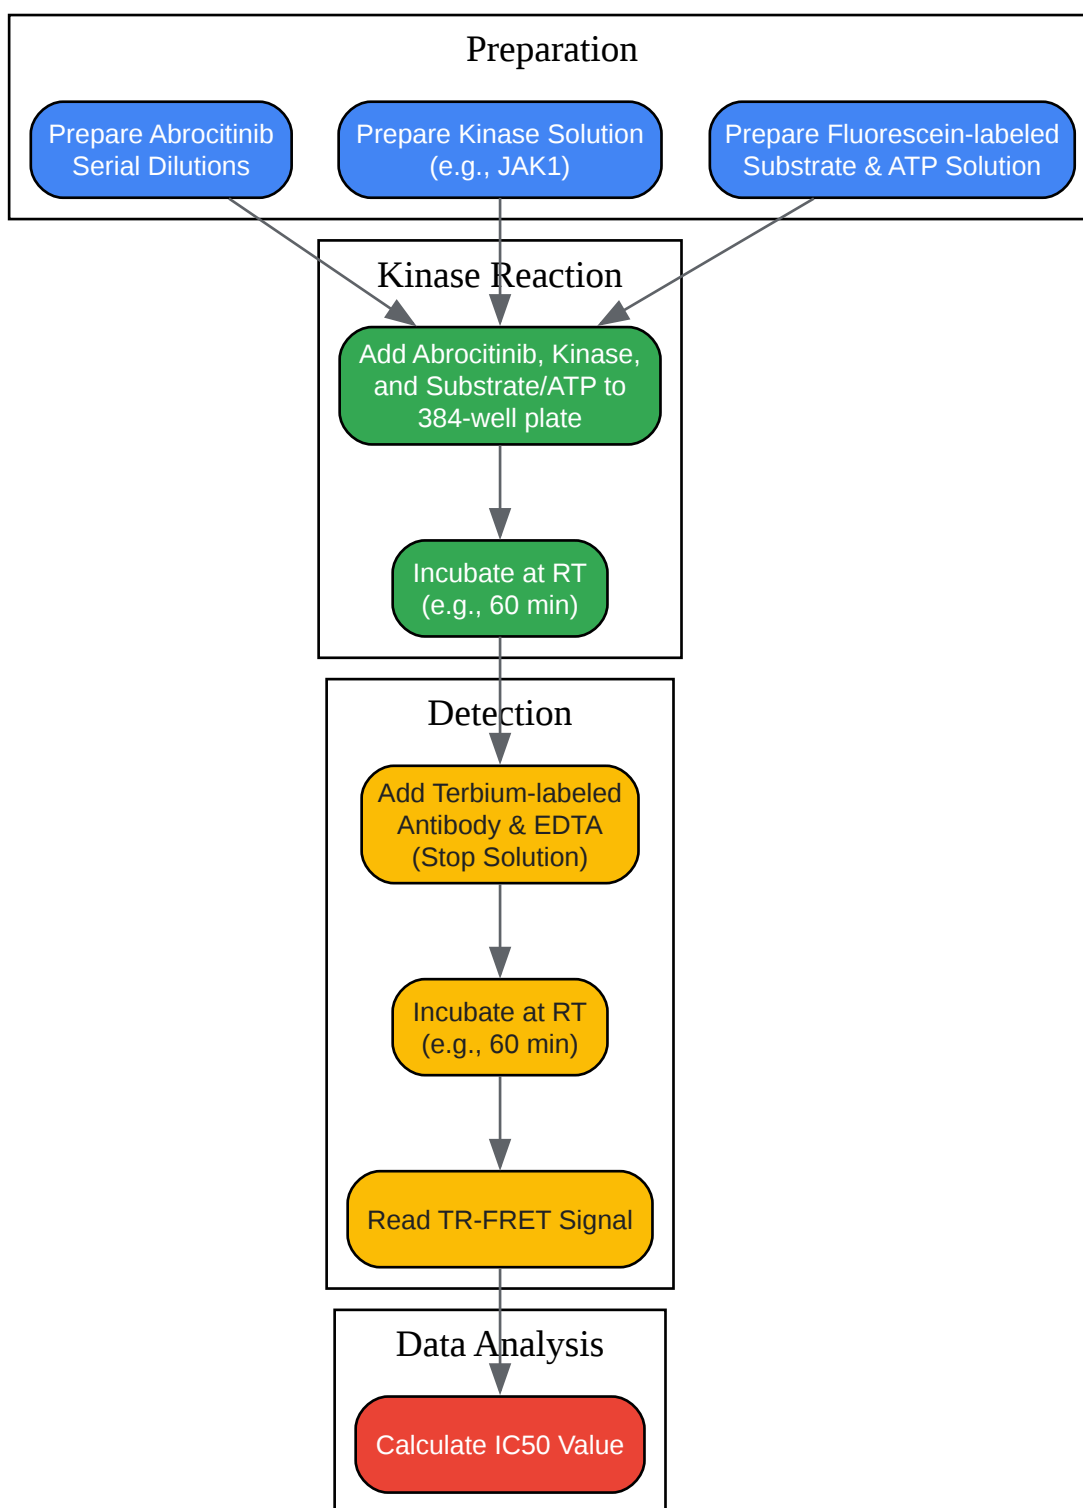 Preparation
Prepare Abrocitinib
Serial Dilutions
Prepare Kinase Solution
(e.g., JAK1)
Prepare Fluorescein-labeled
Substrate & ATP Solution
Kinase Reaction
Add Abrocitinib, Kinase,
and Substrate/ATP to
384-well plate
Incubate at RT
(e.g., 60 min)
Detection
Add Terbium-labeled
Antibody & EDTA
(Stop Solution)
Incubate at RT
(e.g., 60 min)
Read TR-FRET Signal
Data Analysis
Calculate IC50 Value